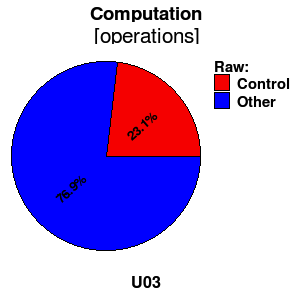 Computation
[operations]
Raw:
Control
Other
23.1%
76.9%
U03